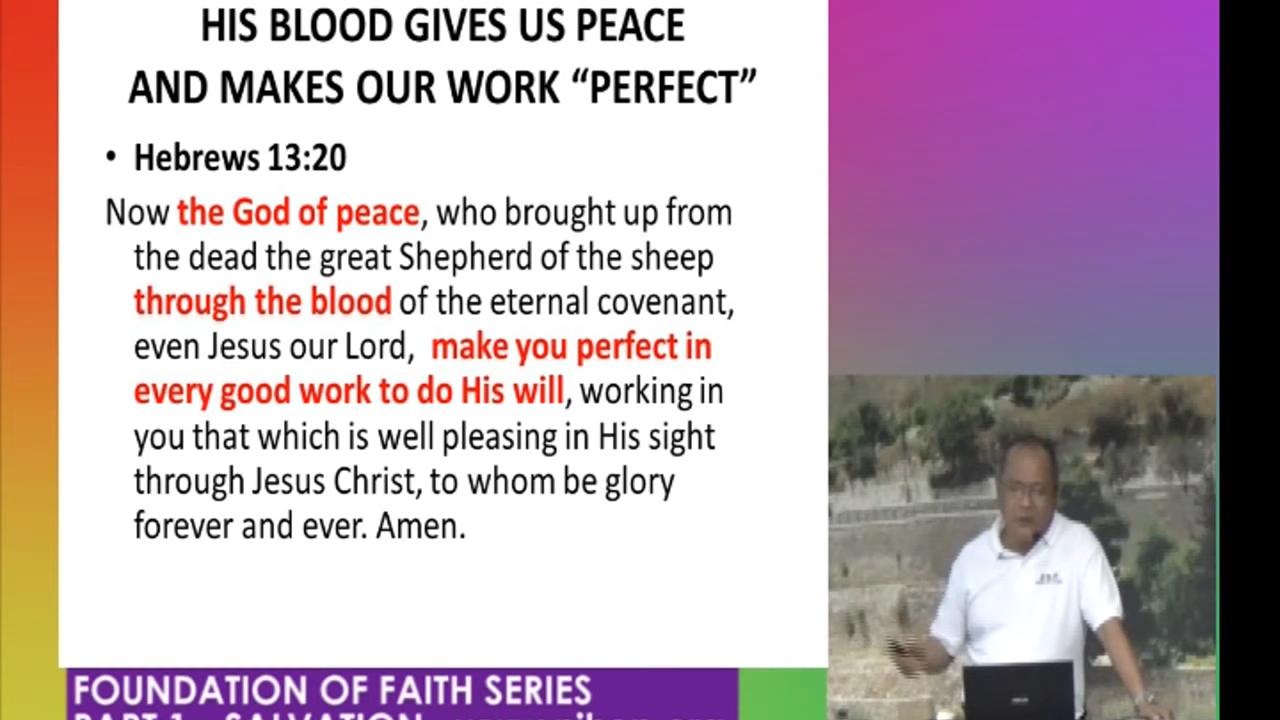 HIS BLOOD GIVES US PEACE
AND MAKES OUR WORK “PERFECT”
• Hebrews 13:20
Now the God of peace, who brought up from
the dead the great Shepherd of the sheep
through the blood of the eternal covenant,
even Jesus our Lord, make you perfect in
every good work to do His will, working in
you that which is well pleasing in His sight
through Jesus Christ, to whom be glory
forever and ever. Amen.
FOUNDATION OF FAITH SERIES
PART 1 SALVATION